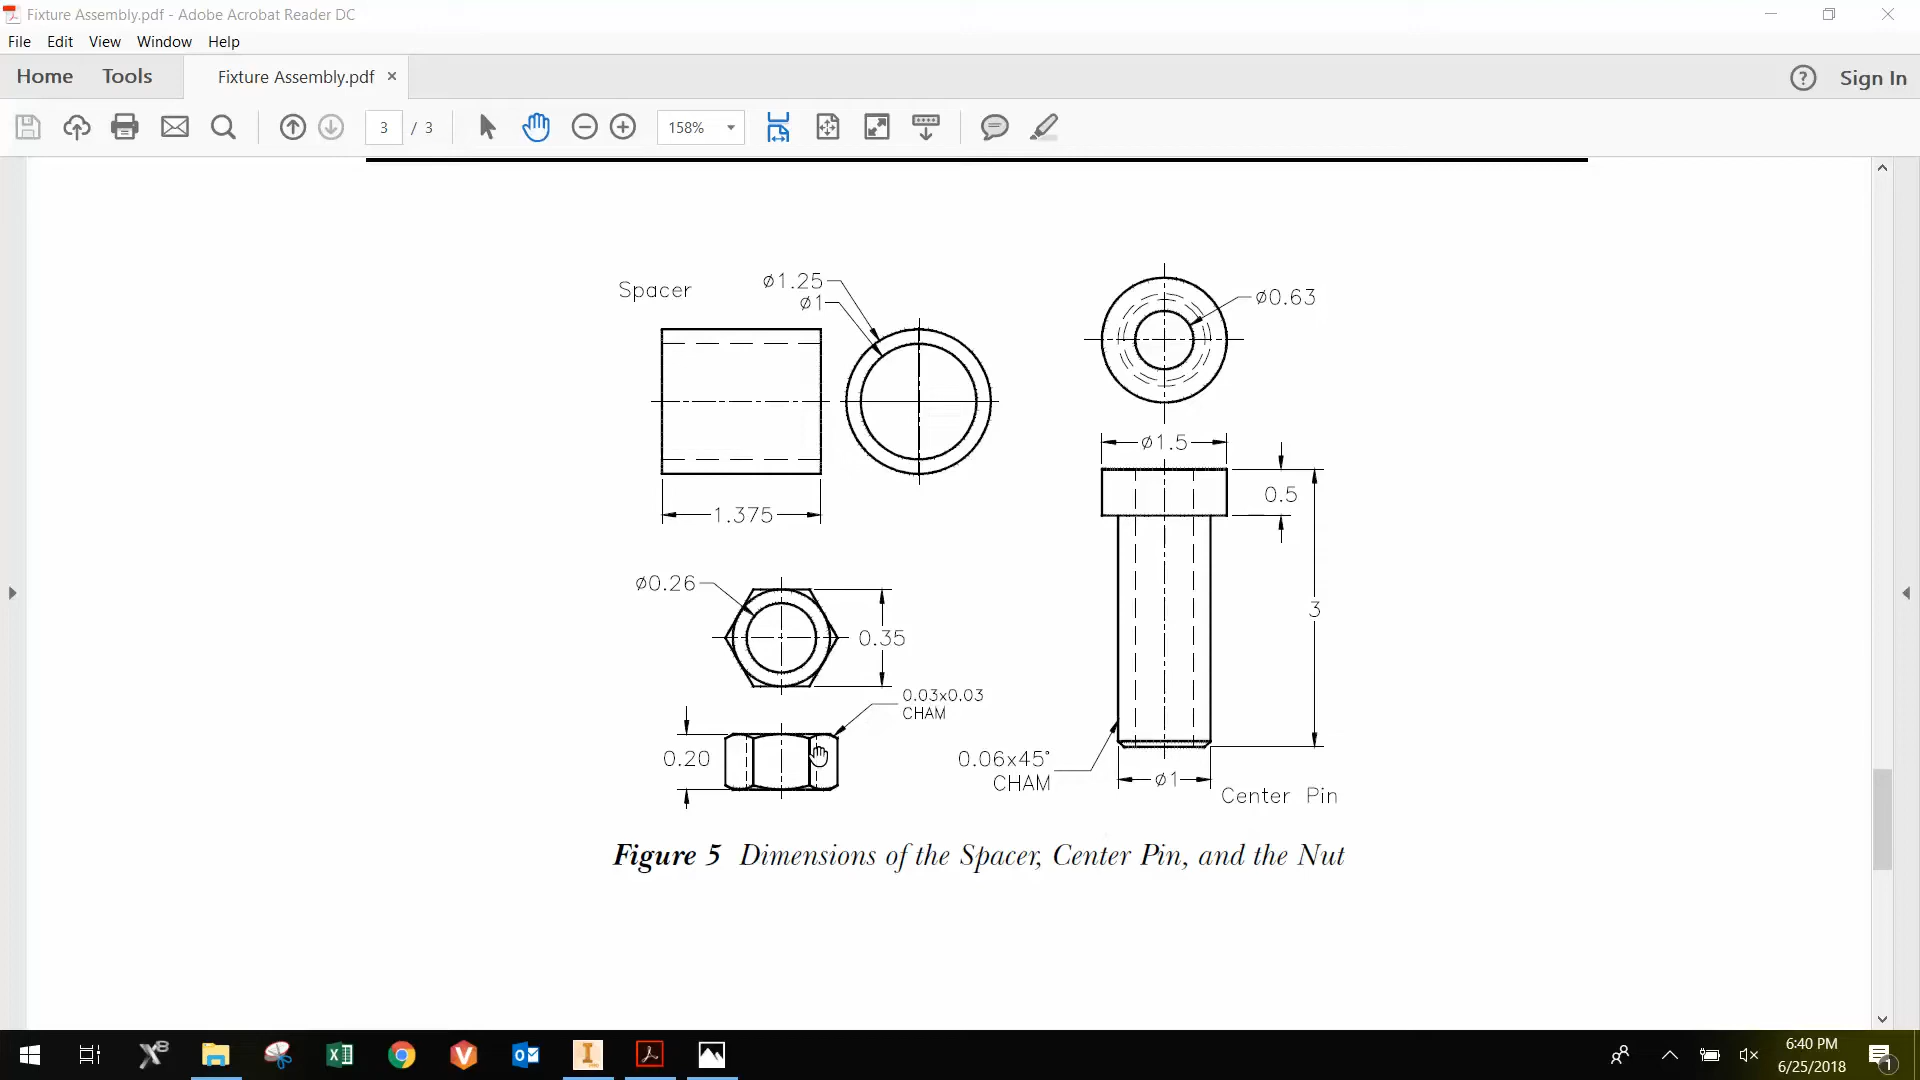 Fixture Assembly.pdf - Adobe Acrobat Reader DC
File Edit View Window Help
Home Tools Fixture Assembly.pdf × ? Sign In
3 / 3 158%
Spacer
Ø1.25
Ø1
1.375
Ø0.63
Ø1.5
0.5
3
Ø0.26
0.35
0.03x0.03
CHAM
0.20
0.06x45°
CHAM
Ø1
Center Pin
Figure 5 Dimensions of the Spacer, Center Pin, and the Nut
6:40 PM
6/25/2018
1